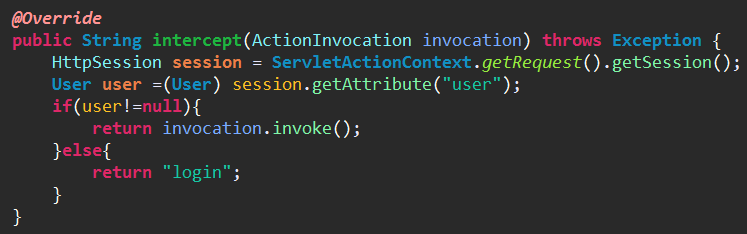 @Override
public String intercept(ActionInvocation invocation) throws Exception {
    HttpSession session = ServletActionContext.getRequest().getSession();
    User user =(User) session.getAttribute("user");
    if(user!=null){
        return invocation.invoke();
    }else{
        return "login";
    }
}